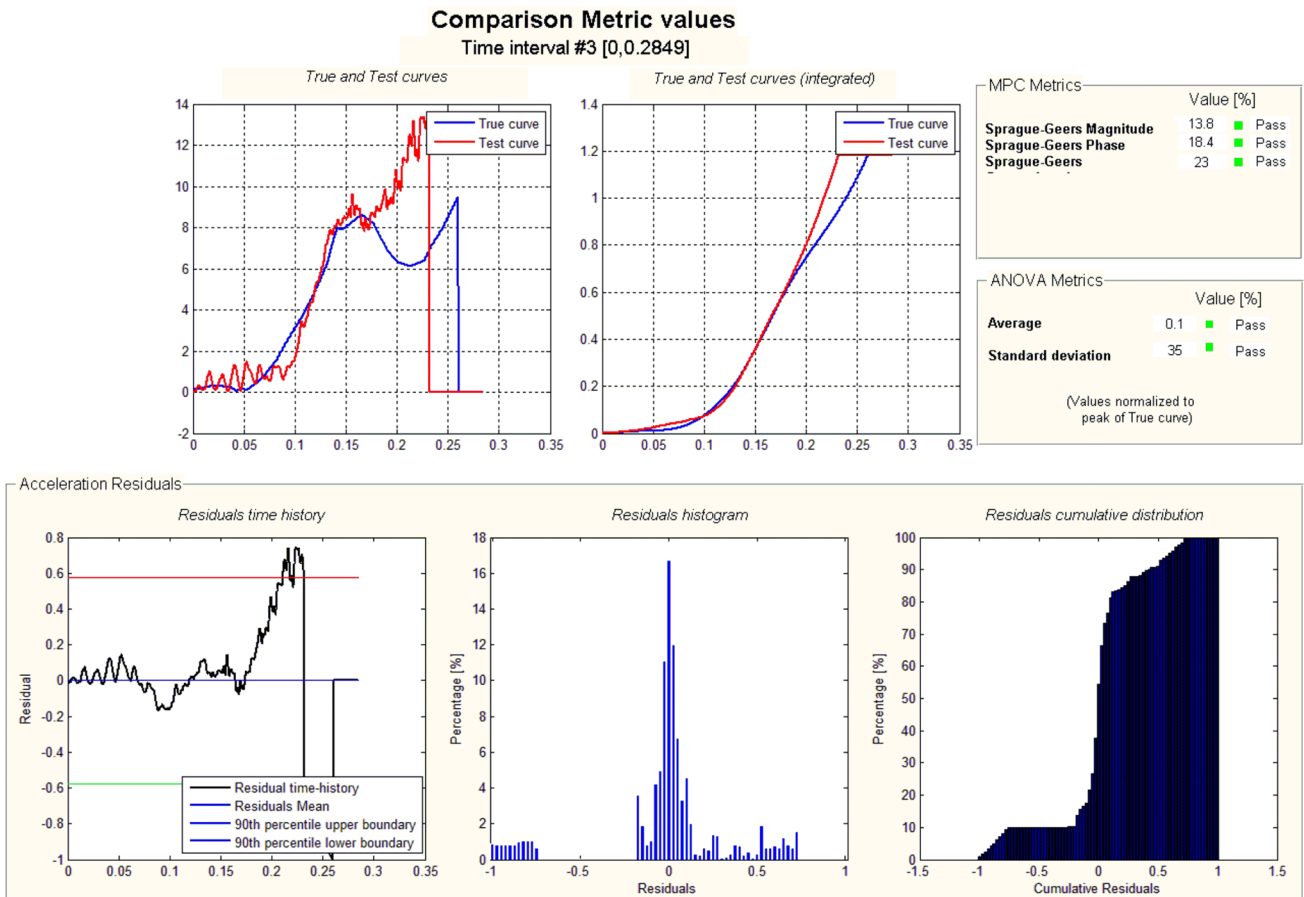 Comparison Metric values
Time interval #3 [0,0.2849]
True and Test curves
14
12
10
8
6
4
2
0
-2
0
0.05
0.1
0.15
0.2
0.25
0.3
0.35
True curve
Test curve
True and Test curves (integrated)
1.4
1.2
1
0.8
0.6
0.4
0.2
0
0
0.05
0.1
0.15
0.2
0.25
0.3
0.35
True curve
Test curve
MPC Metrics
Value [%]
Sprague-Geers Magnitude 13.8 Pass
Sprague-Geers Phase 18.4 Pass
Sprague-Geers 23 Pass
ANOVA Metrics
Value [%]
Average 0.1 Pass
Standard deviation 35 Pass
(Values normalized to
peak of True curve)
Acceleration Residuals
Residuals time history
Residual
0.8
0.6
0.4
0.2
0
-0.2
-0.4
-0.6
-0.8
-1
0
0.05
0.1
0.15
0.2
0.25
0.3
0.35
Residual time-history
Residuals Mean
90th percentile upper boundary
90th percentile lower boundary
Residuals histogram
Percentage [%]
18
16
14
12
10
8
6
4
2
0
-1
-0.5
0
0.5
1
Residuals
Residuals cumulative distribution
Percentage [%]
100
90
80
70
60
50
40
30
20
10
0
-1.5
-1
-0.5
0
0.5
1
1.5
Cumulative Residuals